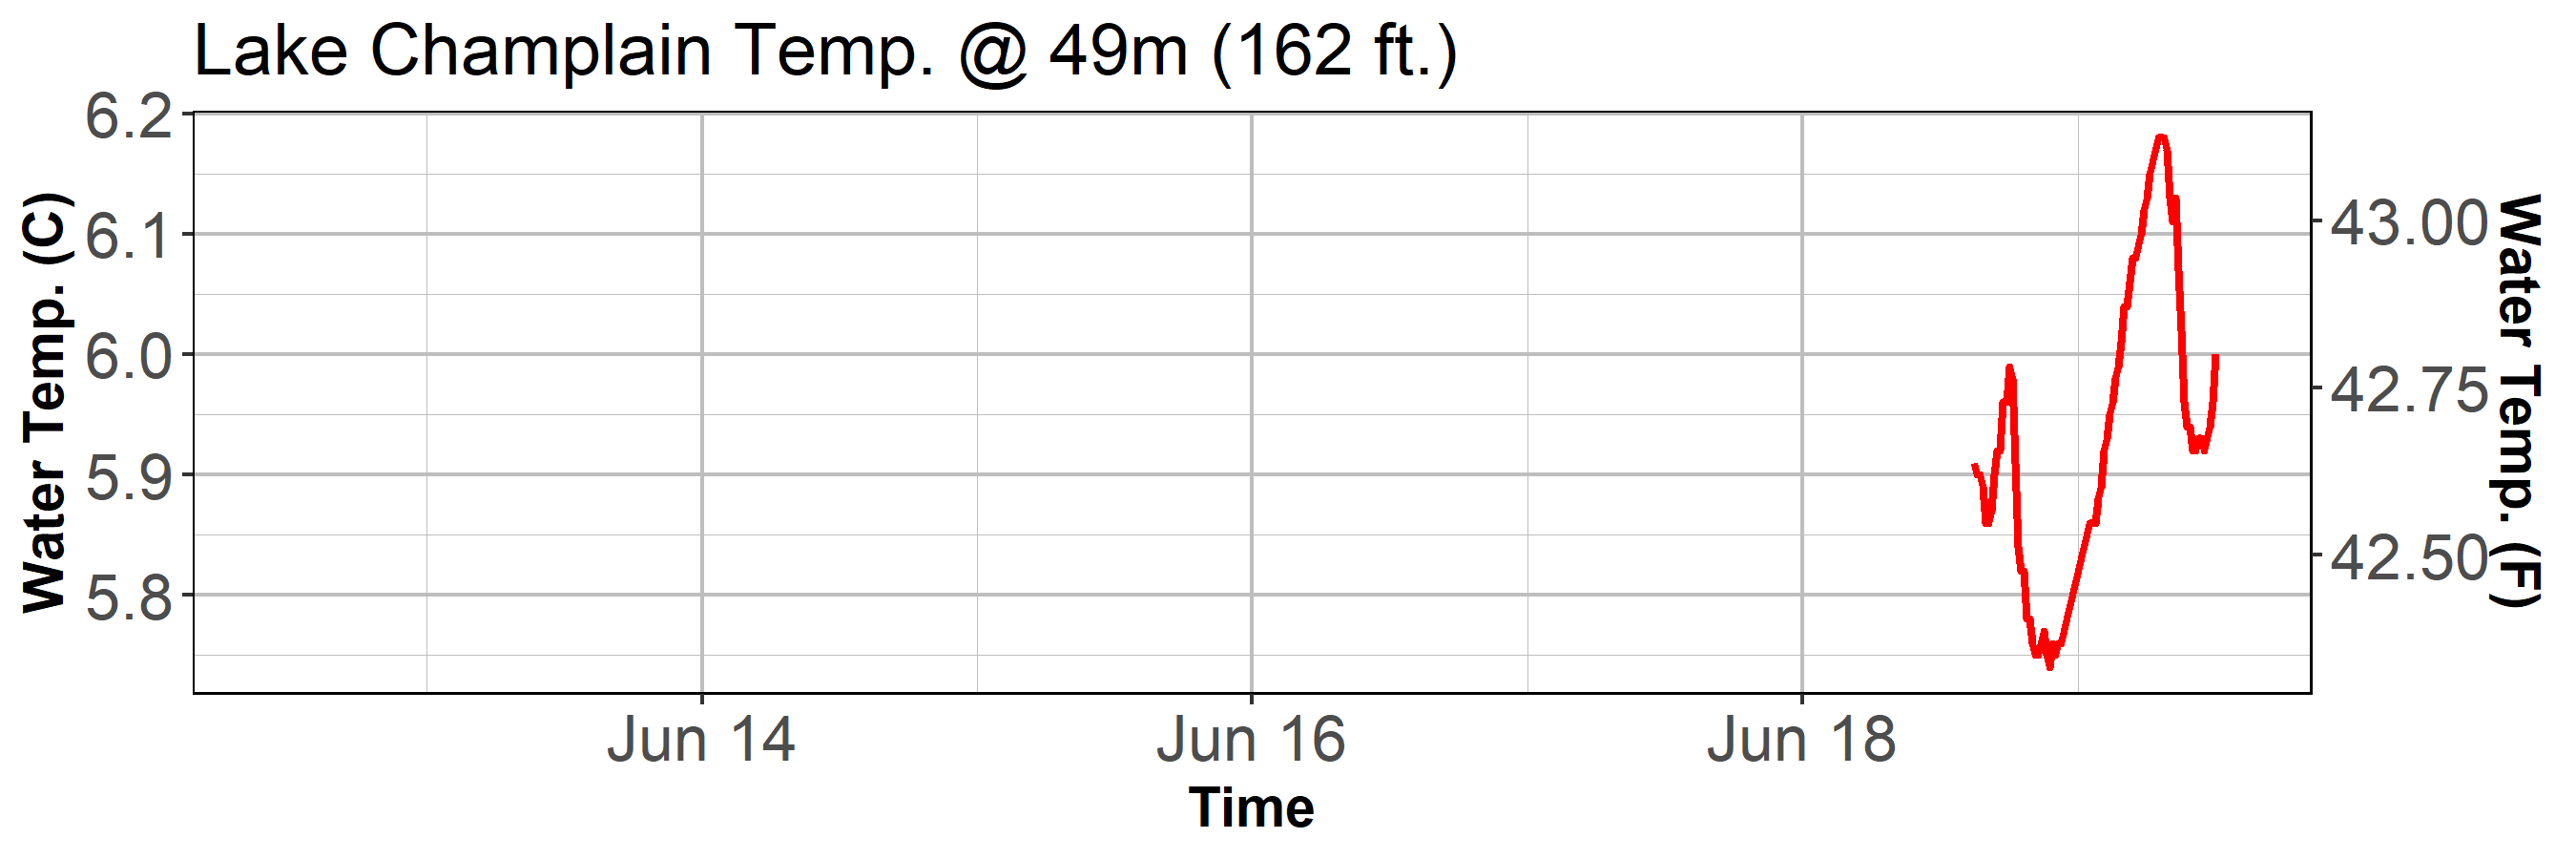 Lake Champlain Temp. @ 49m (162 ft.)
Water Temp. (C)
6.2
6.1
6.0
5.9
5.8
43.00
42.75
42.50
Water Temp. (F)
Jun 14
Jun 16
Jun 18
Time